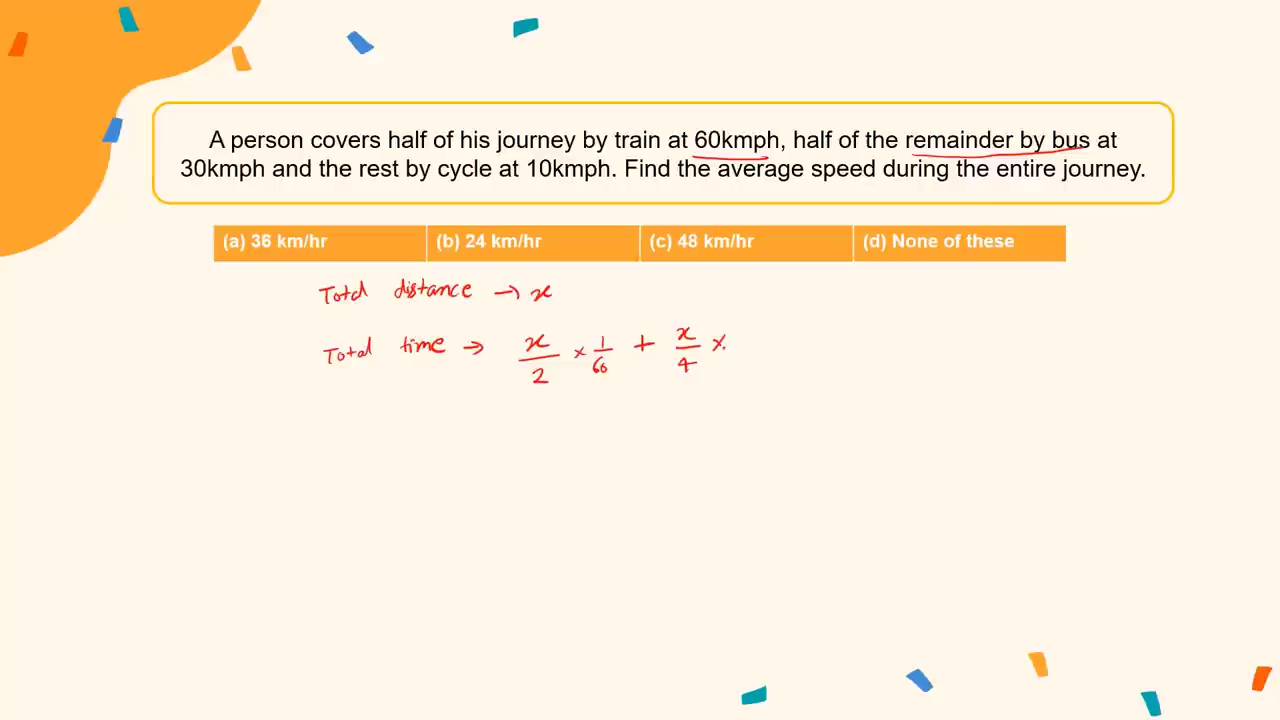 A person covers half of his journey by train at 60kmph, half of the remainder by bus at
30kmph and the rest by cycle at 10kmph. Find the average speed during the entire journey.
(a) 36 km/hr (b) 24 km/hr (c) 48 km/hr (d) None of these
Total distance → x
Total time → x/2 × 1/60 + x/4 ×